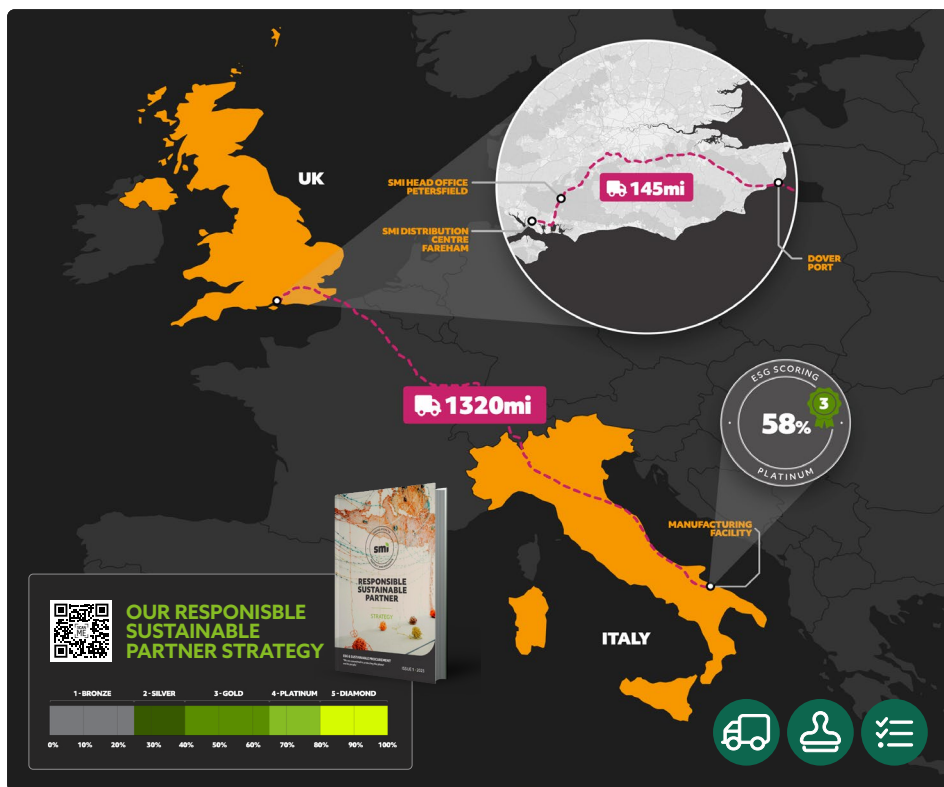 UK
SMI HEAD OFFICE
PETERSFIELD
145mi
SMI DISTRIBUTION
CENTRE
FAREHAM
DOVER
PORT
1320mi
ESG SCORING
3
58%
PLATINUM
MANUFACTURING
FACILITY
ITALY
smi
RESPONSIBLE
SUSTAINABLE
PARTNER
STRATEGY
ME
OUR RESPONISBLE
SUSTAINABLE
PARTNER STRATEGY
1 - BRONZE
2 - SILVER
3 - GOLD
4 - PLATINUM
5 - DIAMOND
0%
10%
20%
30%
40%
50%
60%
70%
80%
90%
100%